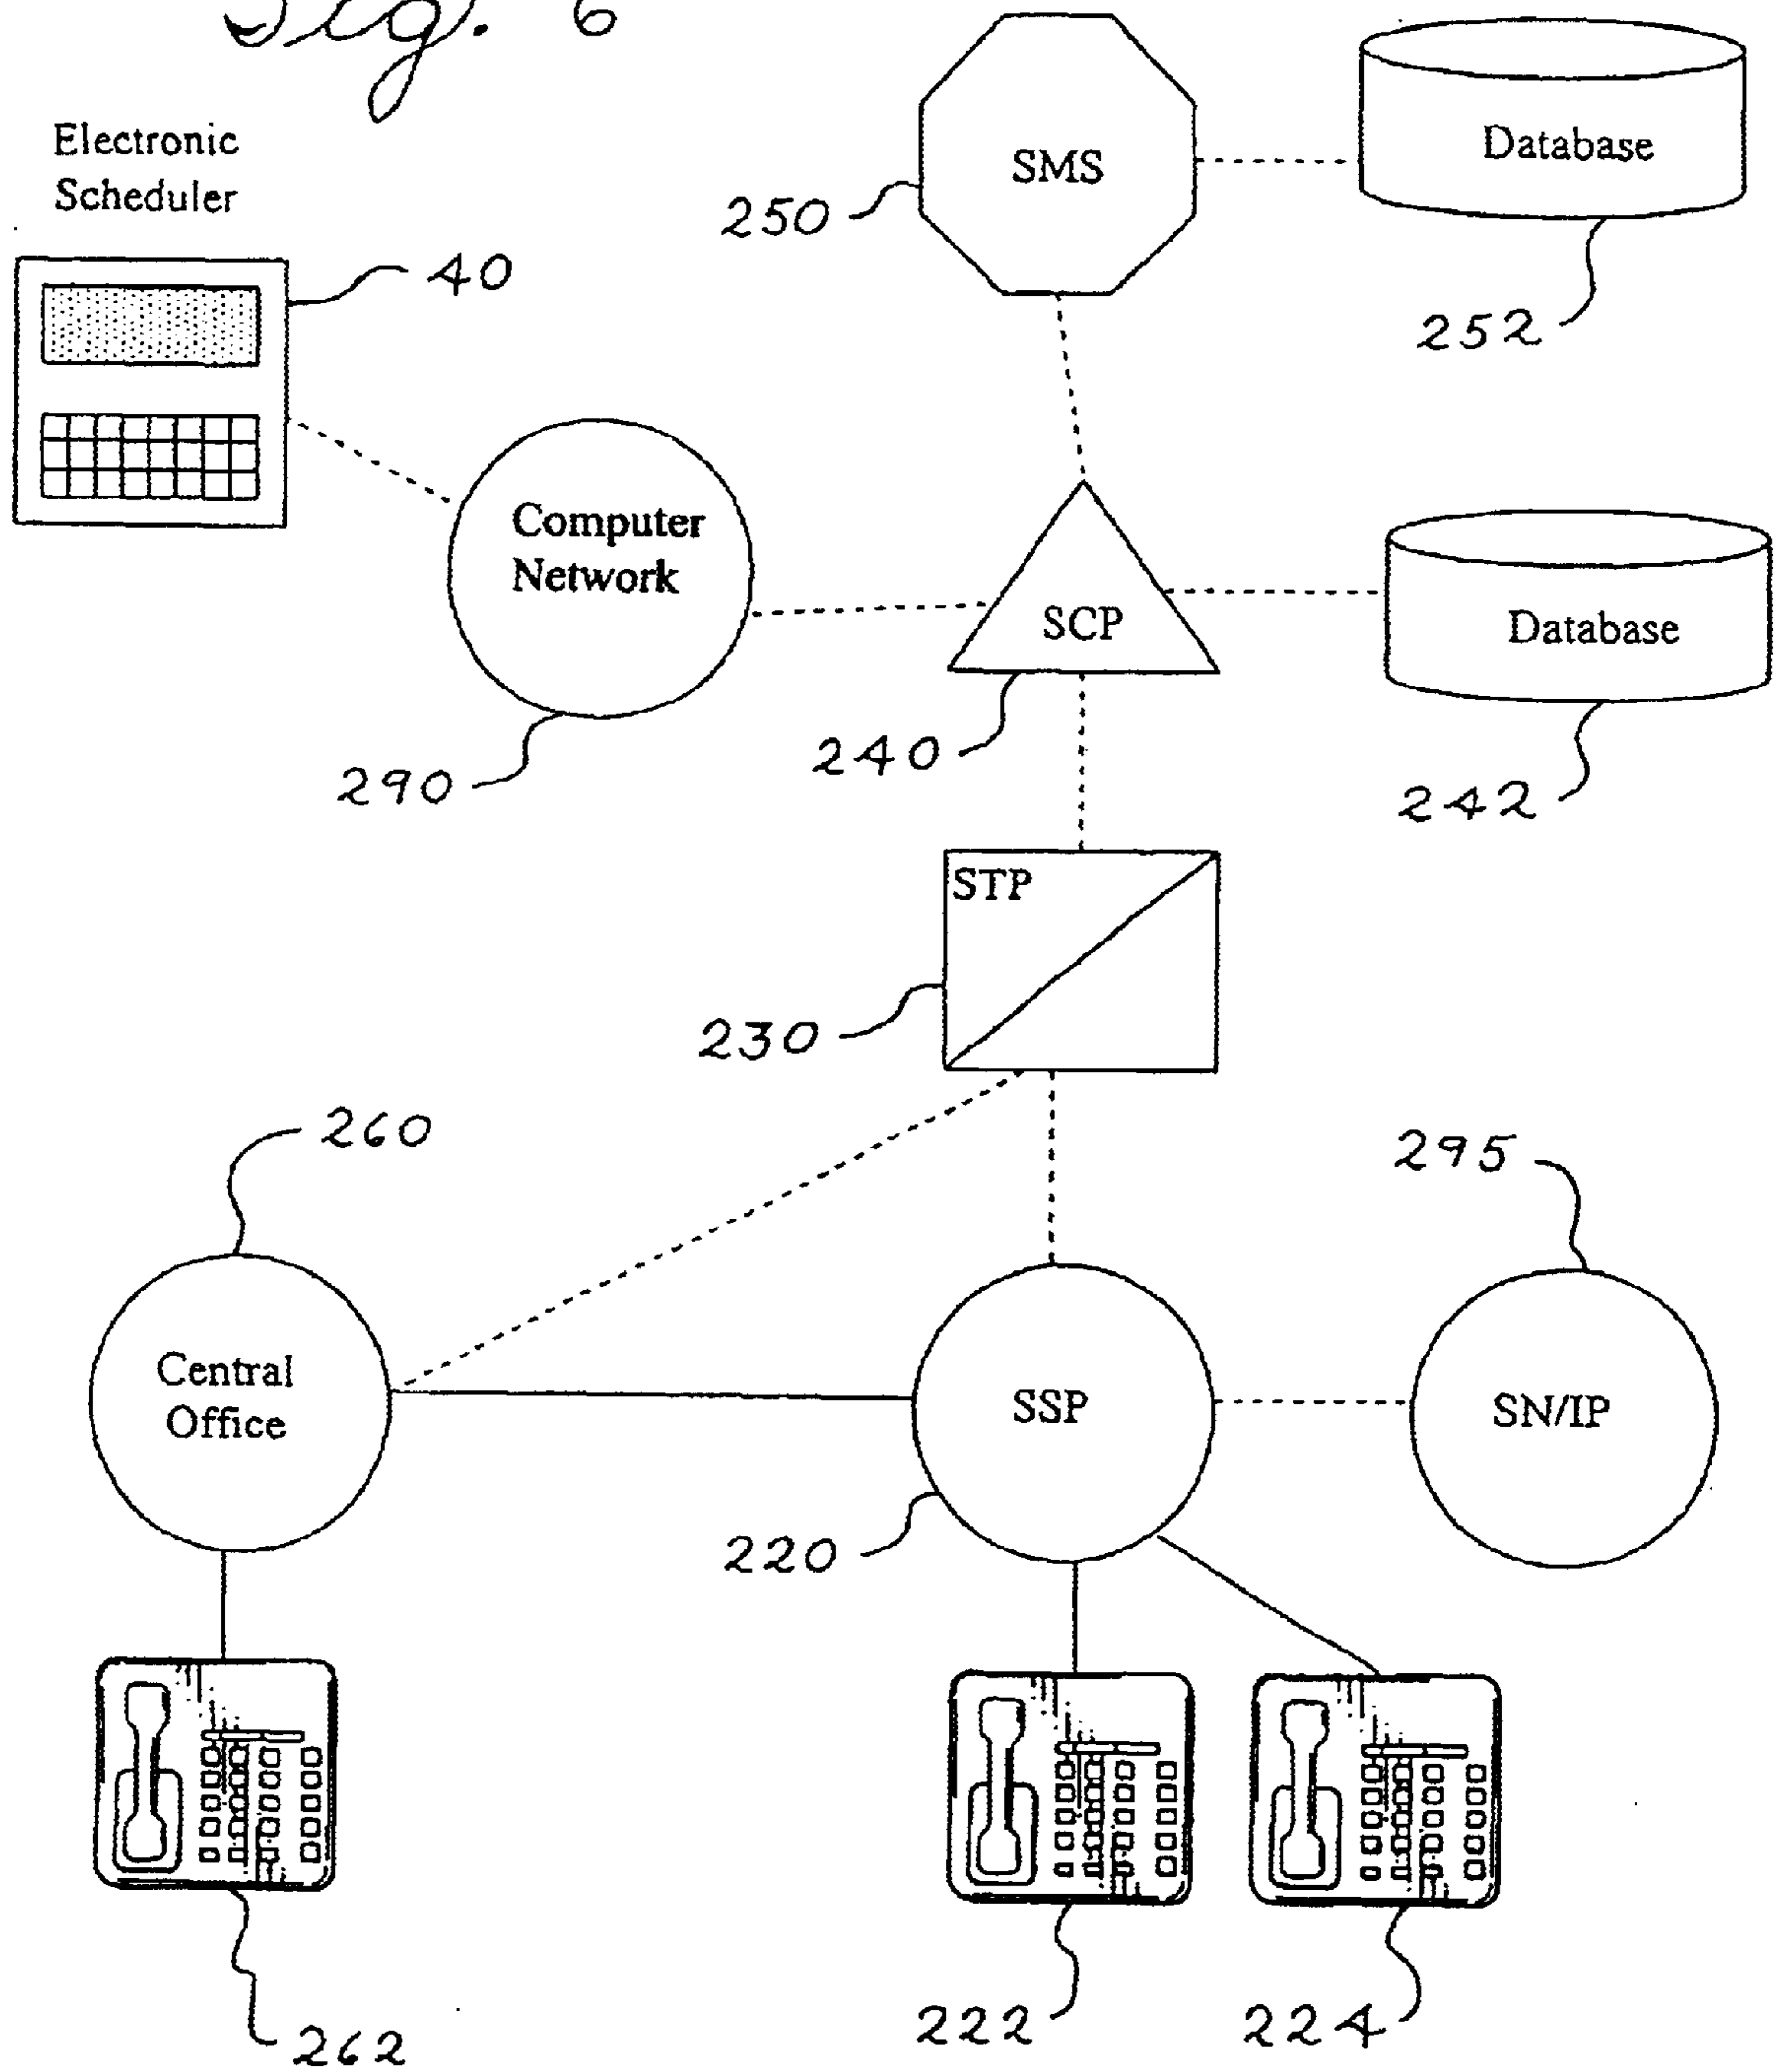 Fig. 6
Electronic
Scheduler
40
SMS
250
Database
252
Computer
Network
290
SCP
240
Database
242
STP
230
260
295
Central
Office
SSP
SN/IP
220
262
222
224